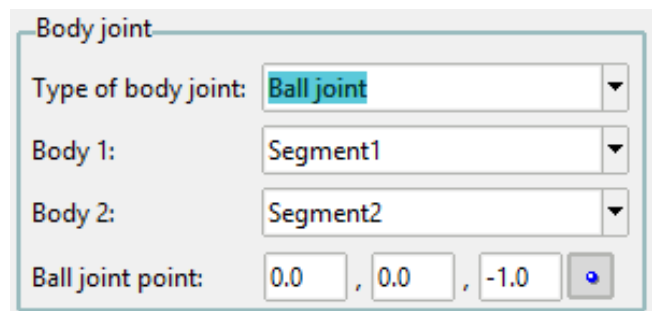 Body joint
Type of body joint: Ball joint
Body 1: Segment1
Body 2: Segment2
Ball joint point: 0.0 , 0.0 , -1.0